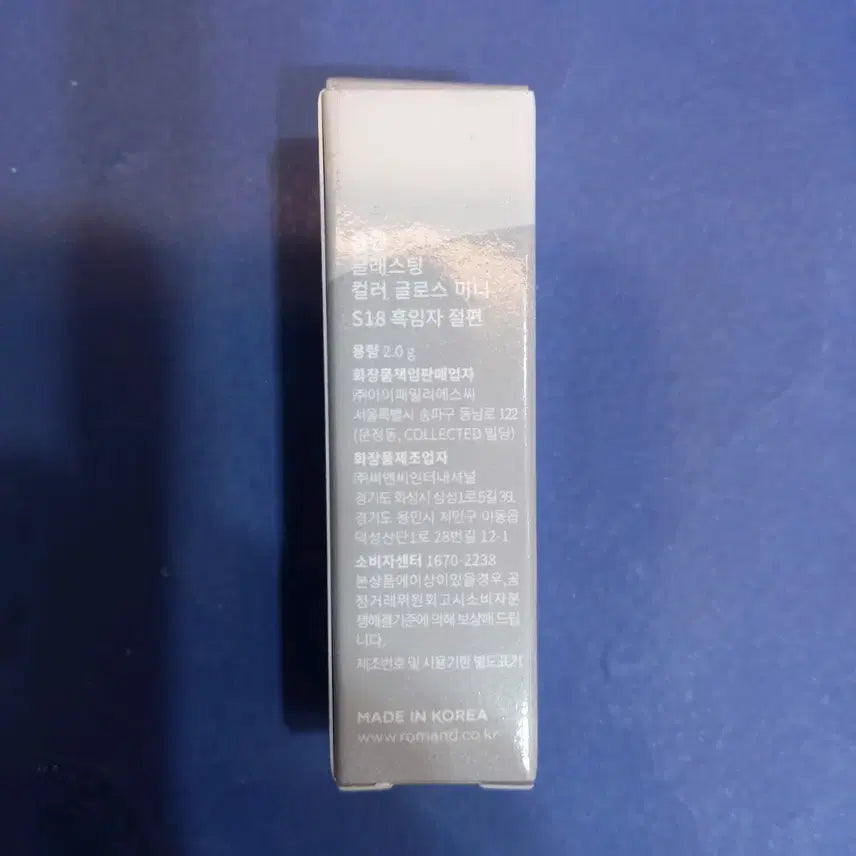 롬앤
글래스팅
컬러 글로스 미니
S18 흑임자 절편
용량 2.0 g
화장품책임판매업자
㈜아이패밀리에스씨
서울특별시 송파구 동남로 122
(문정동, COLLECTED 빌딩)
화장품제조업자
㈜씨앤씨인터내셔널
경기도 화성시 삼성1로5길 39,
경기도 용인시 처인구 이동읍
덕성산단1로 28번길 12-1
소비자센터 1670-2238
본상품에이상이있을경우,공
정거래위원회고시소비자분
쟁해결기준에 의해 보상해 드립
니다.
제조번호 및 사용기한 별도표기
MADE IN KOREA
www.romand.co.kr